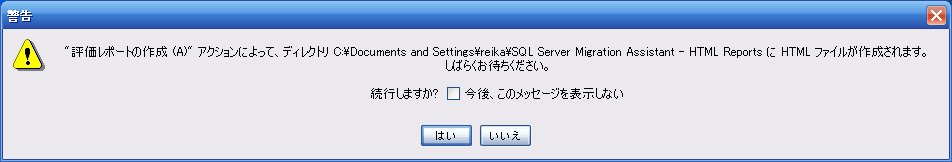 警告
"評価レポートの作成 (A)" アクションによって、ディレクトリ C:¥Documents and Settings¥reika¥SQL Server Migration Assistant - HTML Reports に HTML ファイルが作成されます。
しばらくお待ちください。
続行しますか? 今後、このメッセージを表示しない
はい いいえ